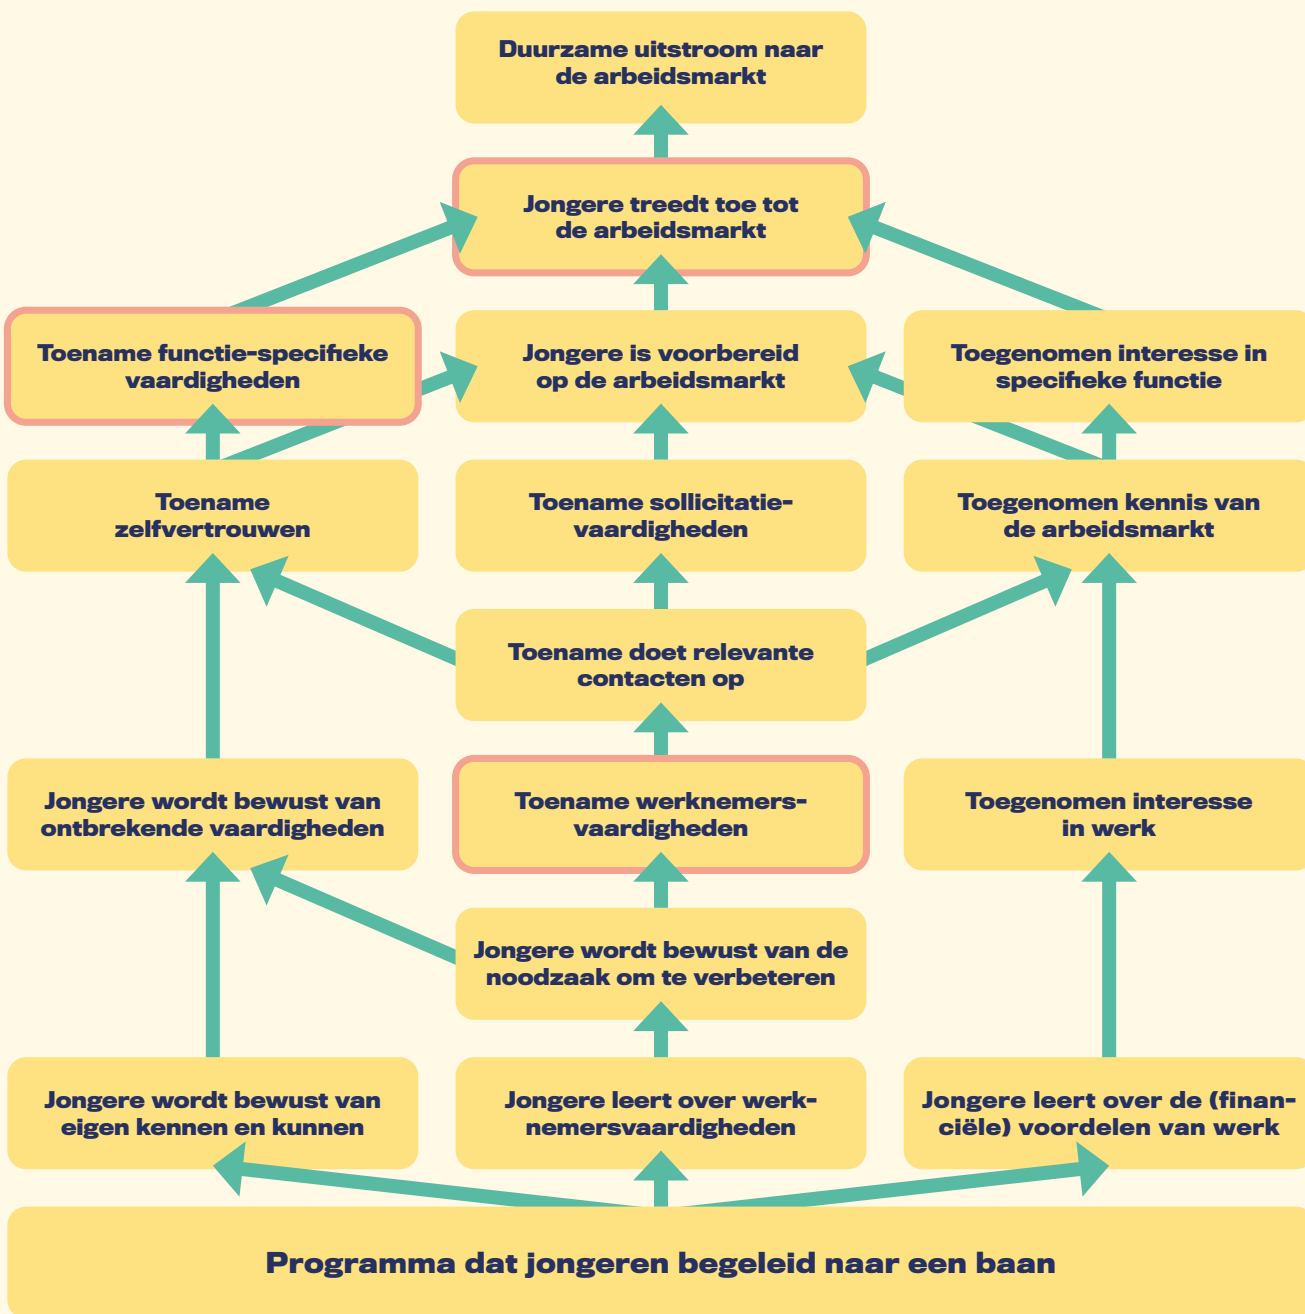 Duurzame uitstroom naar
de arbeidsmarkt
Jongere treedt toe tot
de arbeidsmarkt
Toename functie-specifieke
vaardigheden
Jongere is voorbereid
op de arbeidsmarkt
Toegenomen interesse in
specifieke functie
Toename
zelfvertrouwen
Toename sollicitatie-
vaardigheden
Toegenomen kennis van
de arbeidsmarkt
Toename doet relevante
contacten op
Jongere wordt bewust van
ontbrekende vaardigheden
Toename werknemers-
vaardigheden
Toegenomen interesse
in werk
Jongere wordt bewust van de
noodzaak om te verbeteren
Jongere wordt bewust van
eigen kennen en kunnen
Jongere leert over werk-
nemersvaardigheden
Jongere leert over de (finan-
ciële) voordelen van werk
Programma dat jongeren begeleid naar een baan